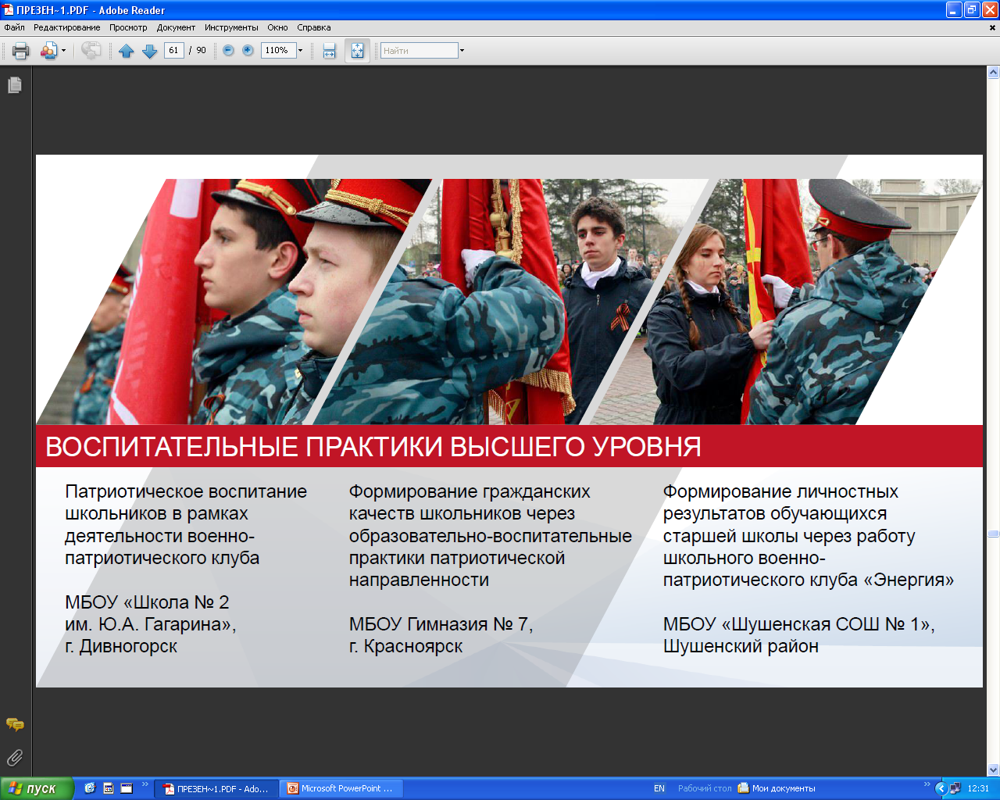 ПРЕЗЕН~1.PDF - Adobe Reader
Файл Редактирование Просмотр Документ Инструменты Окно Справка
61 / 90 110% Найти
ВОСПИТАТЕЛЬНЫЕ ПРАКТИКИ ВЫСШЕГО УРОВНЯ
Патриотическое воспитание
школьников в рамках
деятельности военно-
патриотического клуба
МБОУ «Школа № 2
им. Ю.А. Гагарина»,
г. Дивногорск
Формирование гражданских
качеств школьников через
образовательно-воспитательные
практики патриотической
направленности
МБОУ Гимназия № 7,
г. Красноярск
Формирование личностных
результатов обучающихся
старшей школы через работу
школьного военно-
патриотического клуба «Энергия»
МБОУ «Шушенская СОШ № 1»,
Шушенский район
пуск ПРЕЗЕН~1.PDF - Ado... Microsoft PowerPoint ... EN Рабочий стол Мои документы 12:31